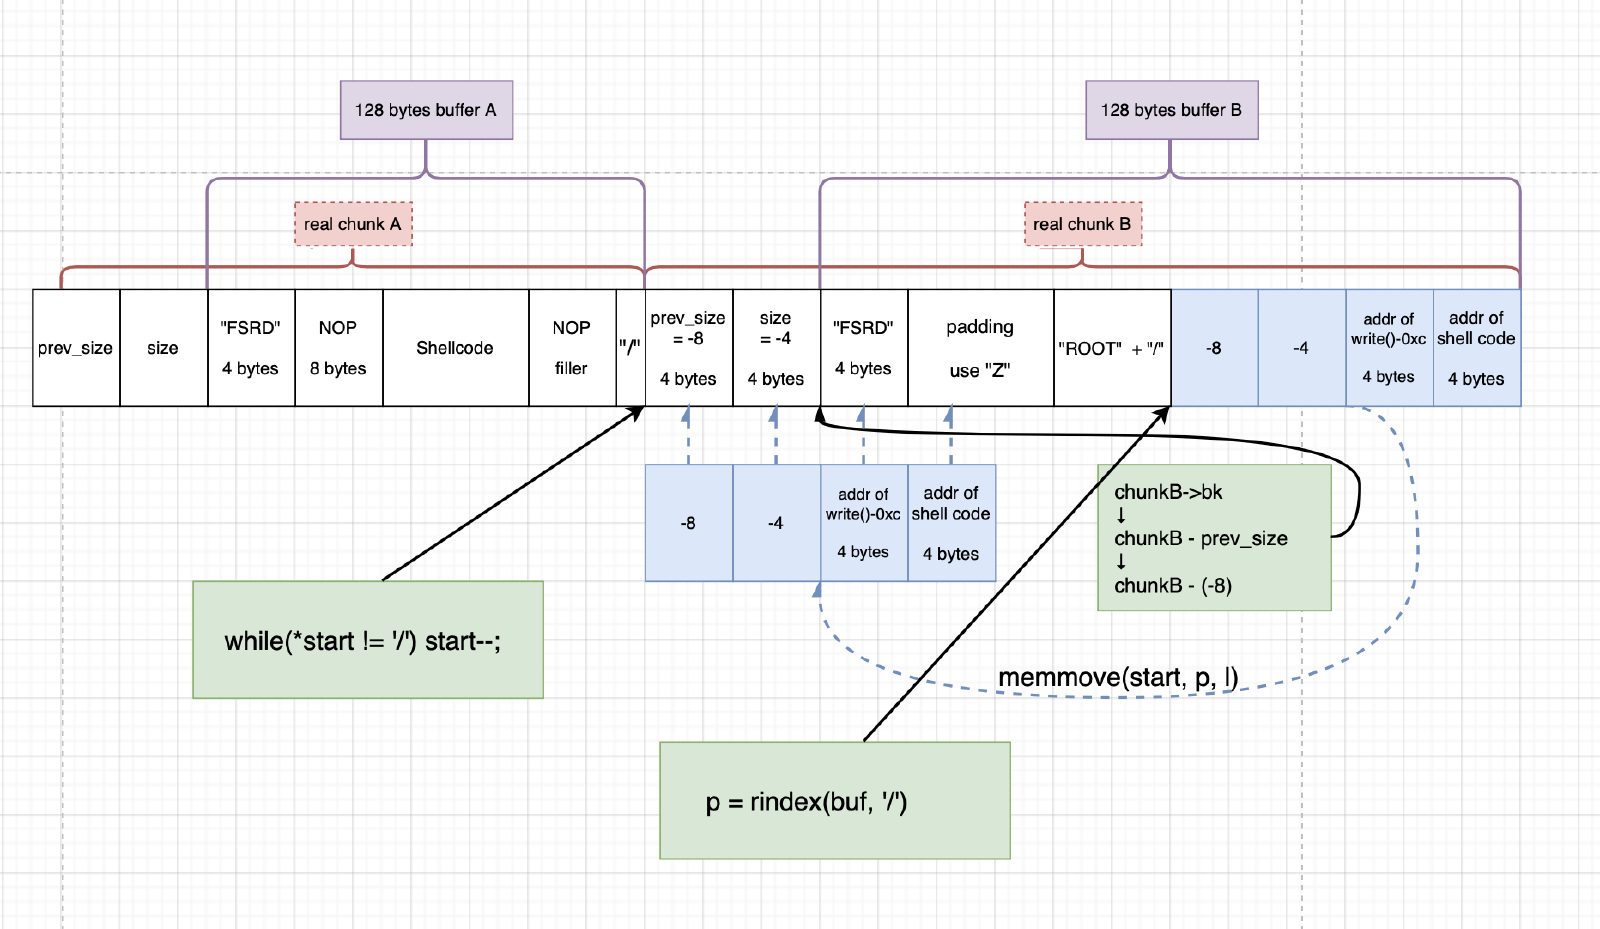 128 bytes buffer A
128 bytes buffer B
real chunk A
real chunk B
prev_size
size
"FSRD"
4 bytes
NOP
8 bytes
Shellcode
NOP
filler
"/"
prev_size
= -8
4 bytes
size
= -4
4 bytes
"FSRD"
4 bytes
padding
use "Z"
"ROOT" + "/"
-8
-4
addr of
write()-0xc
4 bytes
addr of
shell code
4 bytes
-8
-4
addr of
write()-0xc
4 bytes
addr of
shell code
4 bytes
chunkB->bk
↓
chunkB - prev_size
↓
chunkB - (-8)
while(*start != '/') start--;
memmove(start, p, l)
p = rindex(buf, '/')